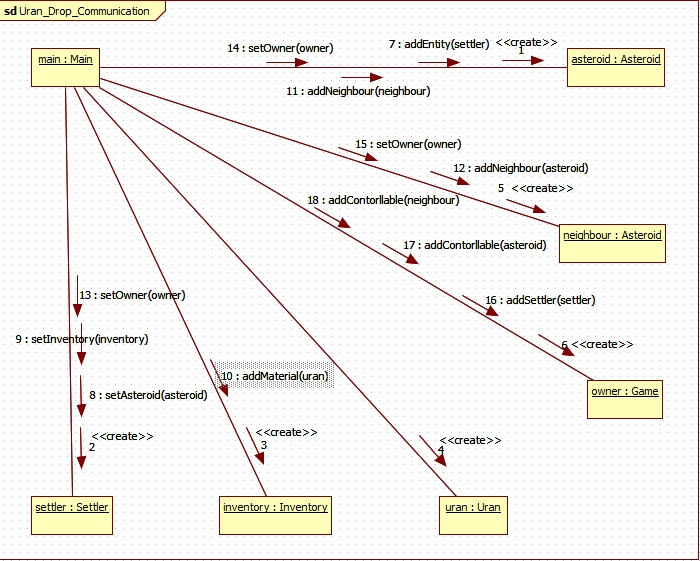 sd Uran_Drop_Communication
main : Main
14 : setOwner(owner)
7 : addEntity(settler)
<<create>>
1
asteroid : Asteroid
11 : addNeighbour(neighbour)
15 : setOwner(owner)
12 : addNeighbour(asteroid)
5 <<create>>
18 : addContorllable(neighbour)
neighbour : Asteroid
17 : addContorllable(asteroid)
13 : setOwner(owner)
16 : addSettler(settler)
9 : setInventory(inventory)
6 <<create>>
10 : addMaterial(uran)
8 : setAsteroid(asteroid)
owner : Game
<<create>>
2
<<create>>
3
<<create>>
4
settler : Settler
inventory : Inventory
uran : Uran